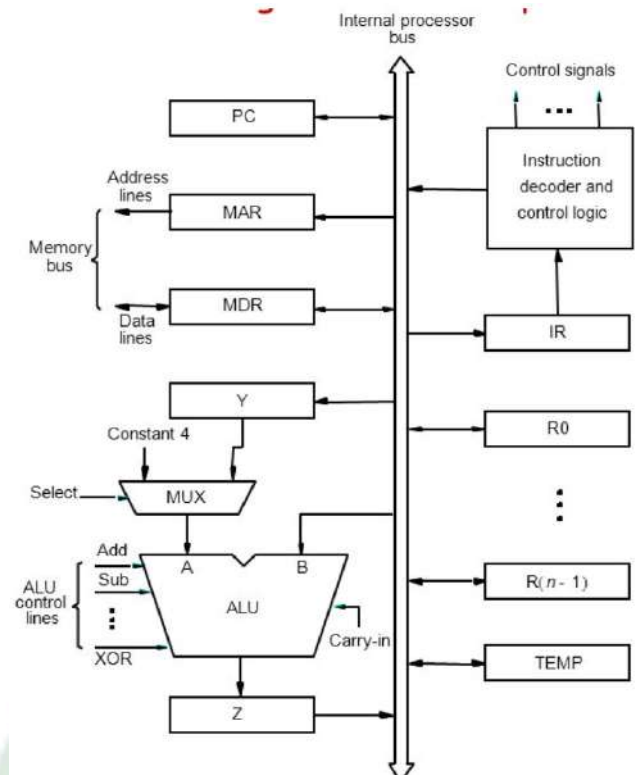 Internal processor
bus
Control signals
PC
Instruction
decoder and
control logic
Address
lines
MAR
Memory
bus
MDR
Data
lines
IR
Y
Constant 4
R0
Select
MUX
Add
A
B
Sub
ALU
control
lines
ALU
R(n - 1)
Carry-in
XOR
TEMP
Z